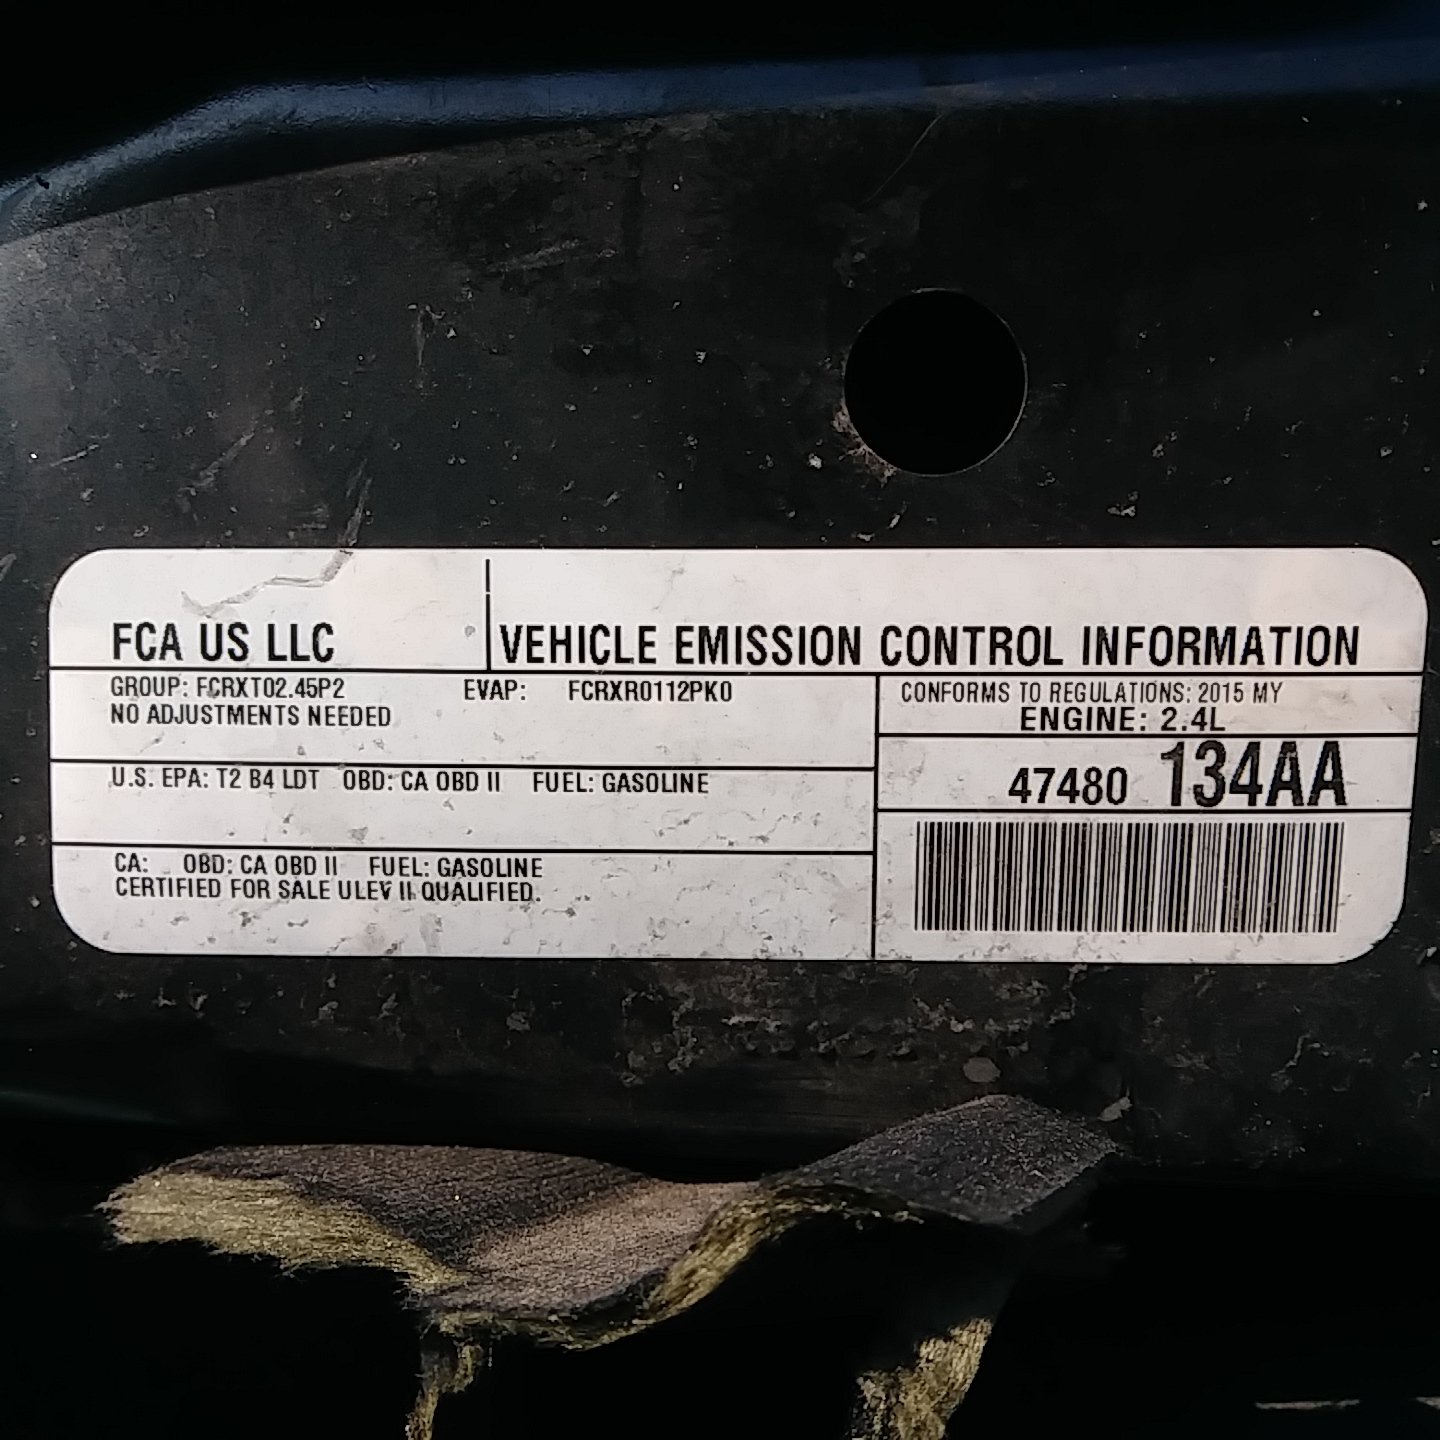 FCA US LLC
VEHICLE EMISSION CONTROL INFORMATION
GROUP: FCRXT02.45P2 EVAP: FCRXR0112PK0
NO ADJUSTMENTS NEEDED
CONFORMS TO REGULATIONS: 2015 MY
ENGINE: 2.4L
U.S. EPA: T2 B4 LDT OBD: CA OBD II FUEL: GASOLINE
47480 134AA
CA: OBD: CA OBD II FUEL: GASOLINE
CERTIFIED FOR SALE ULEV II QUALIFIED.